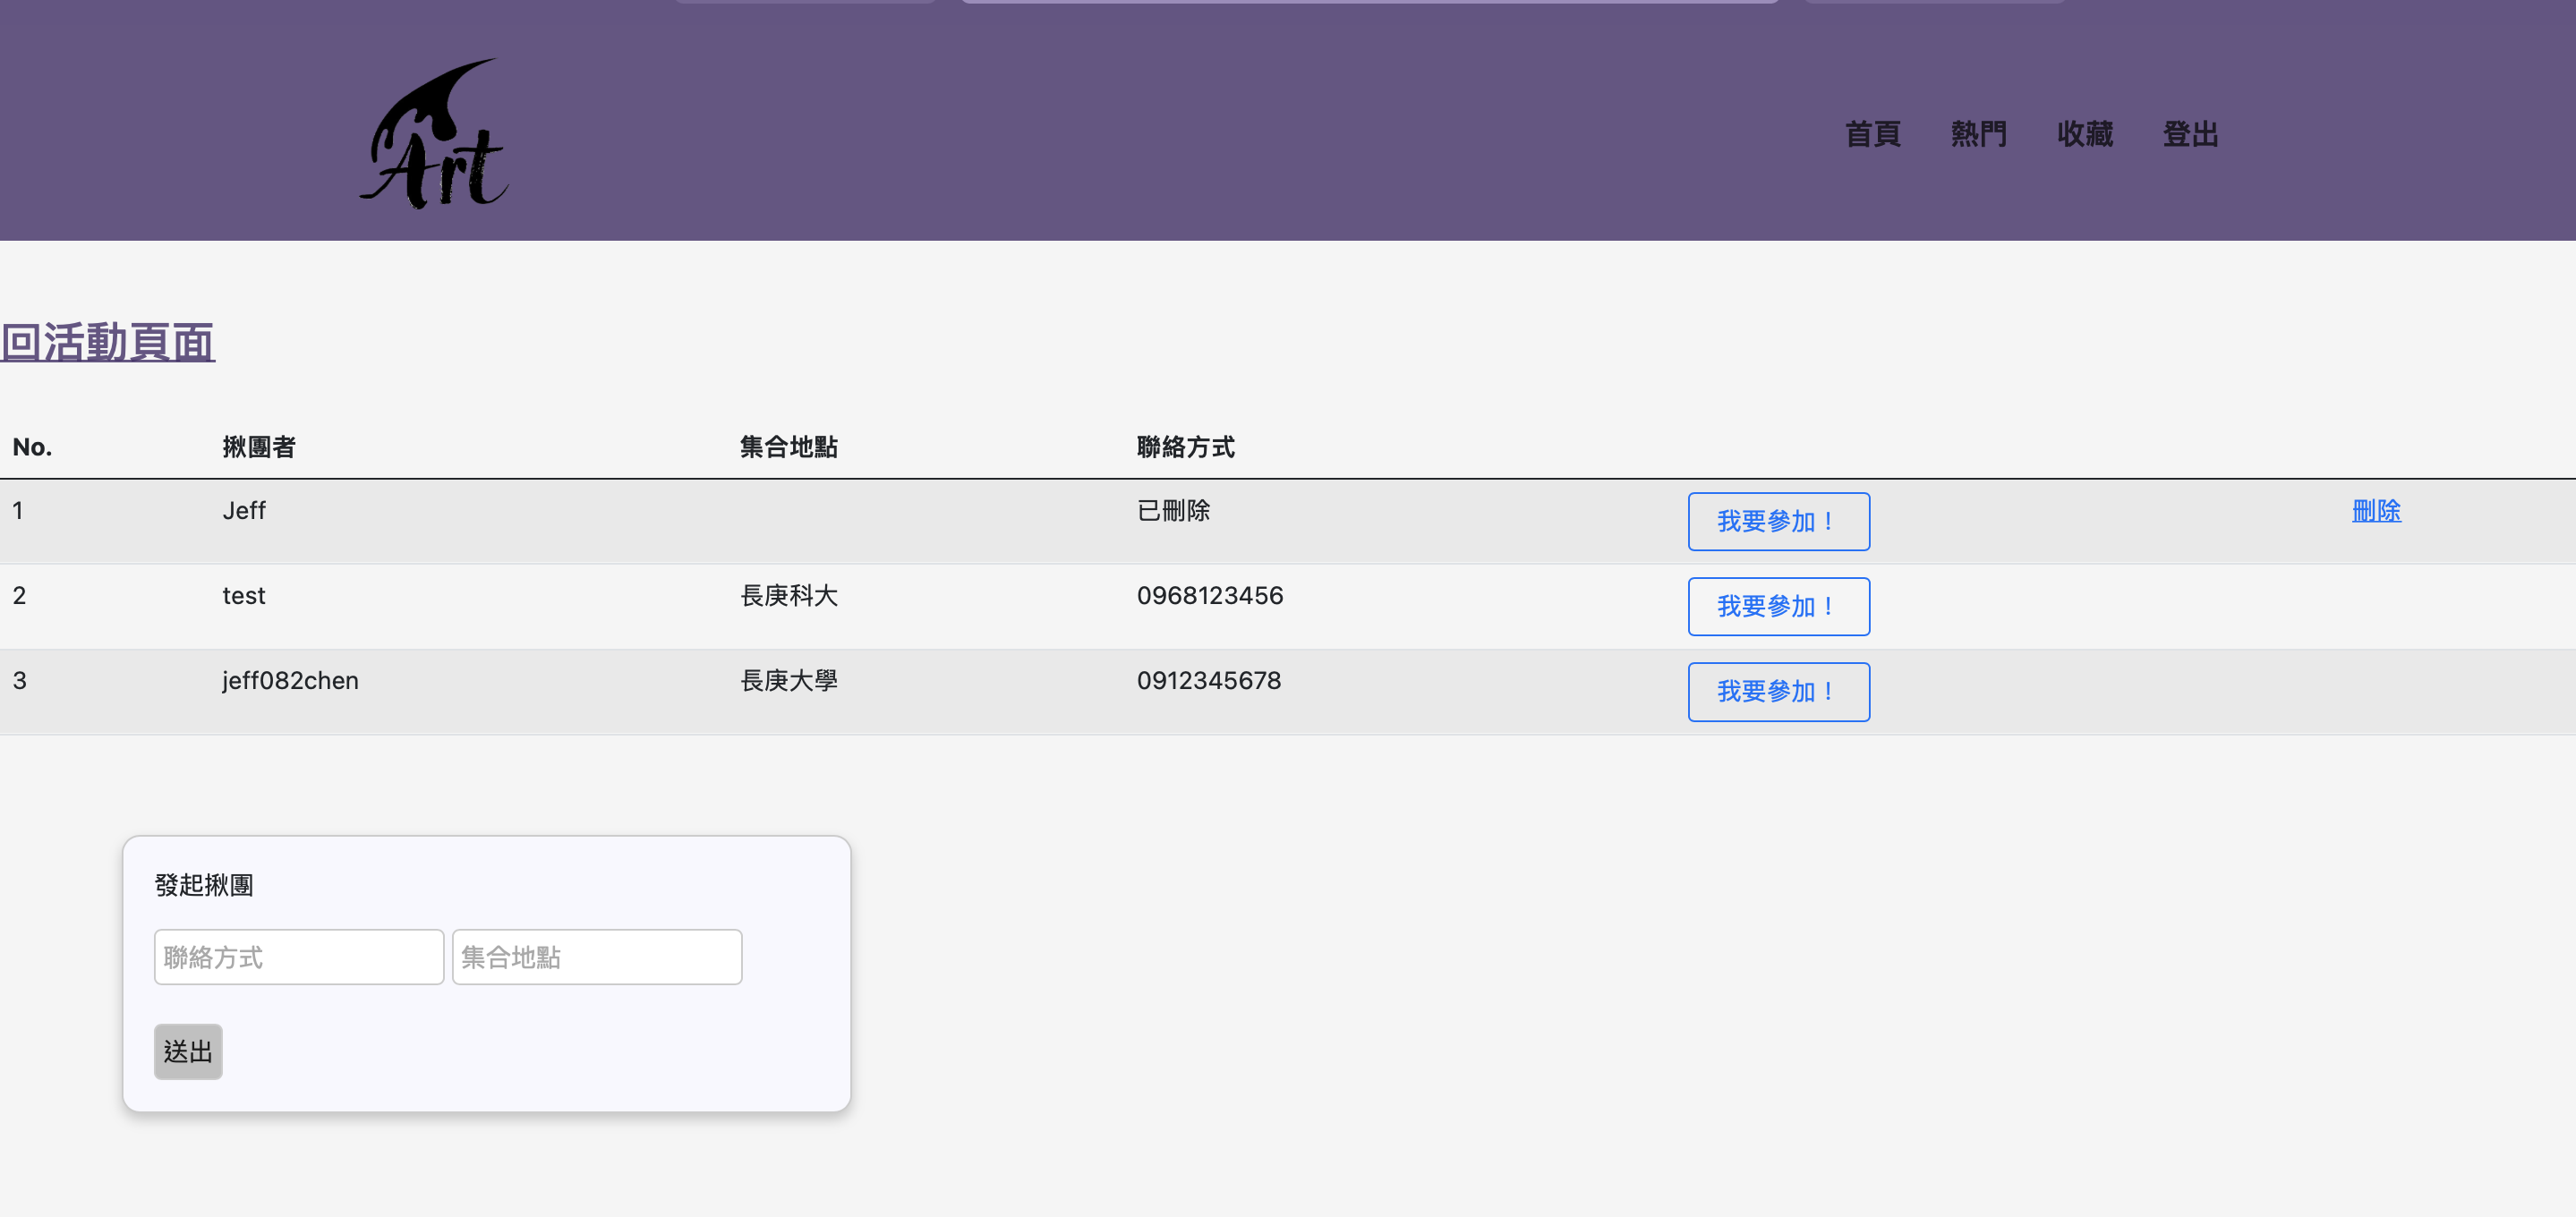 Art
首頁 熱門 收藏 登出
回活動頁面
No. 揪團者 集合地點 聯絡方式
1 Jeff 已刪除 我要參加！ 刪除
2 test 長庚科大 0968123456 我要參加！
3 jeff082chen 長庚大學 0912345678 我要參加！
發起揪團
聯絡方式 集合地點
送出